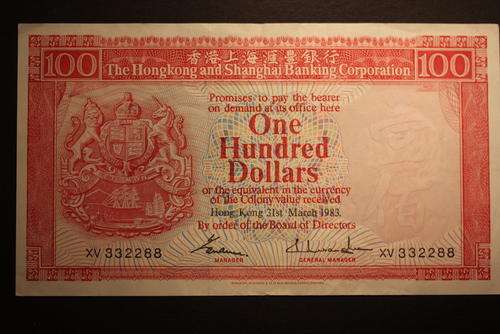 香港上海滙豐銀行
100 The Hongkong and Shanghai Banking Corporation 100
Promises to pay the bearer
on demand at its office here
One
Hundred
Dollars
or the equivalent in the currency
of the Colony value received
Hong Kong 31st March 1983.
By order of the Board of Directors
XV 332288 XV 332288
MANAGER GENERAL MANAGER